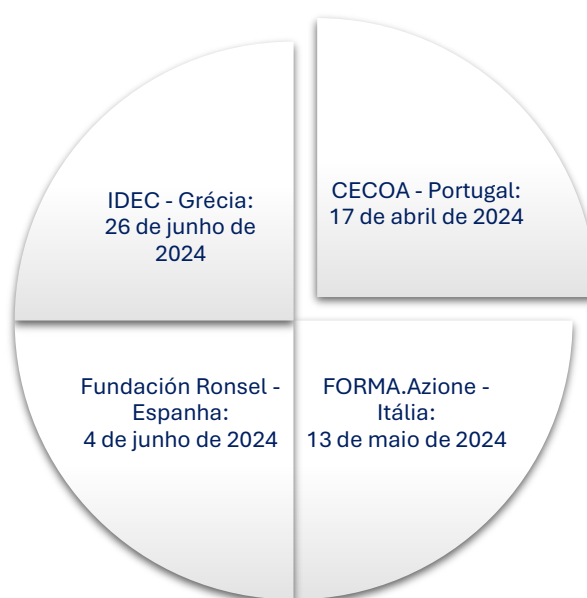 IDEC - Grécia:
26 de junho de
2024
CECOA - Portugal:
17 de abril de 2024
Fundación Ronsel -
Espanha:
4 de junho de 2024
FORMA.Azione -
Itália:
13 de maio de 2024